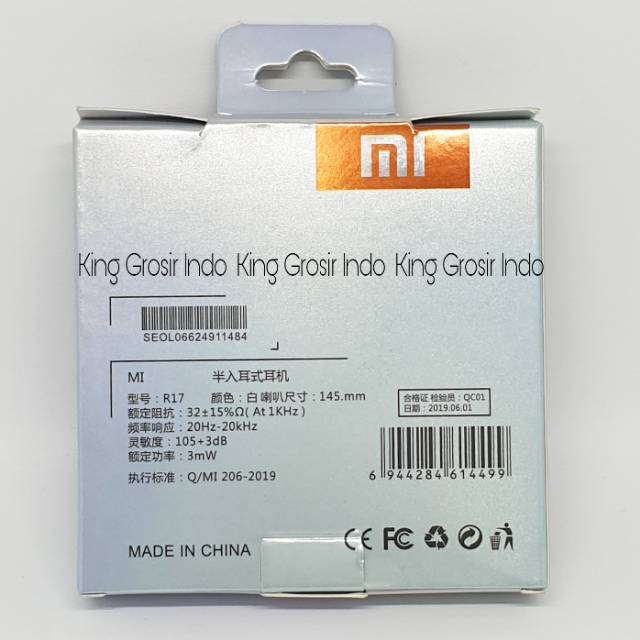 mi
King Grosir Indo King Grosir Indo King Grosir Indo
SEOL06624911484
MI 半入耳式耳机
型号：R17 颜色：白 喇叭尺寸：145.mm
额定阻抗：32±15%Ω( At 1KHz )
频率响应：20Hz-20kHz
灵敏度：105+3dB
额定功率：3mW
执行标准：Q/MI 206-2019
合格证 检验员：QC01
日期：2019.06.01
6 944284 614499
MADE IN CHINA
CE FC